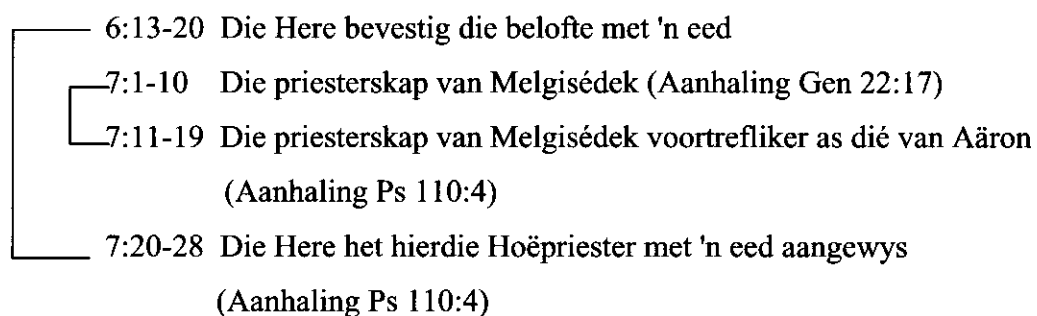 6:13-20 Die Here bevestig die belofte met 'n eed
7:1-10 Die priesterskap van Melgisédek (Aanhaling Gen 22:17)
7:11-19 Die priesterskap van Melgisédek voortrefliker as dié van Aäron
(Aanhaling Ps 110:4)
7:20-28 Die Here het hierdie Hoëpriester met 'n eed aangewys
(Aanhaling Ps 110:4)